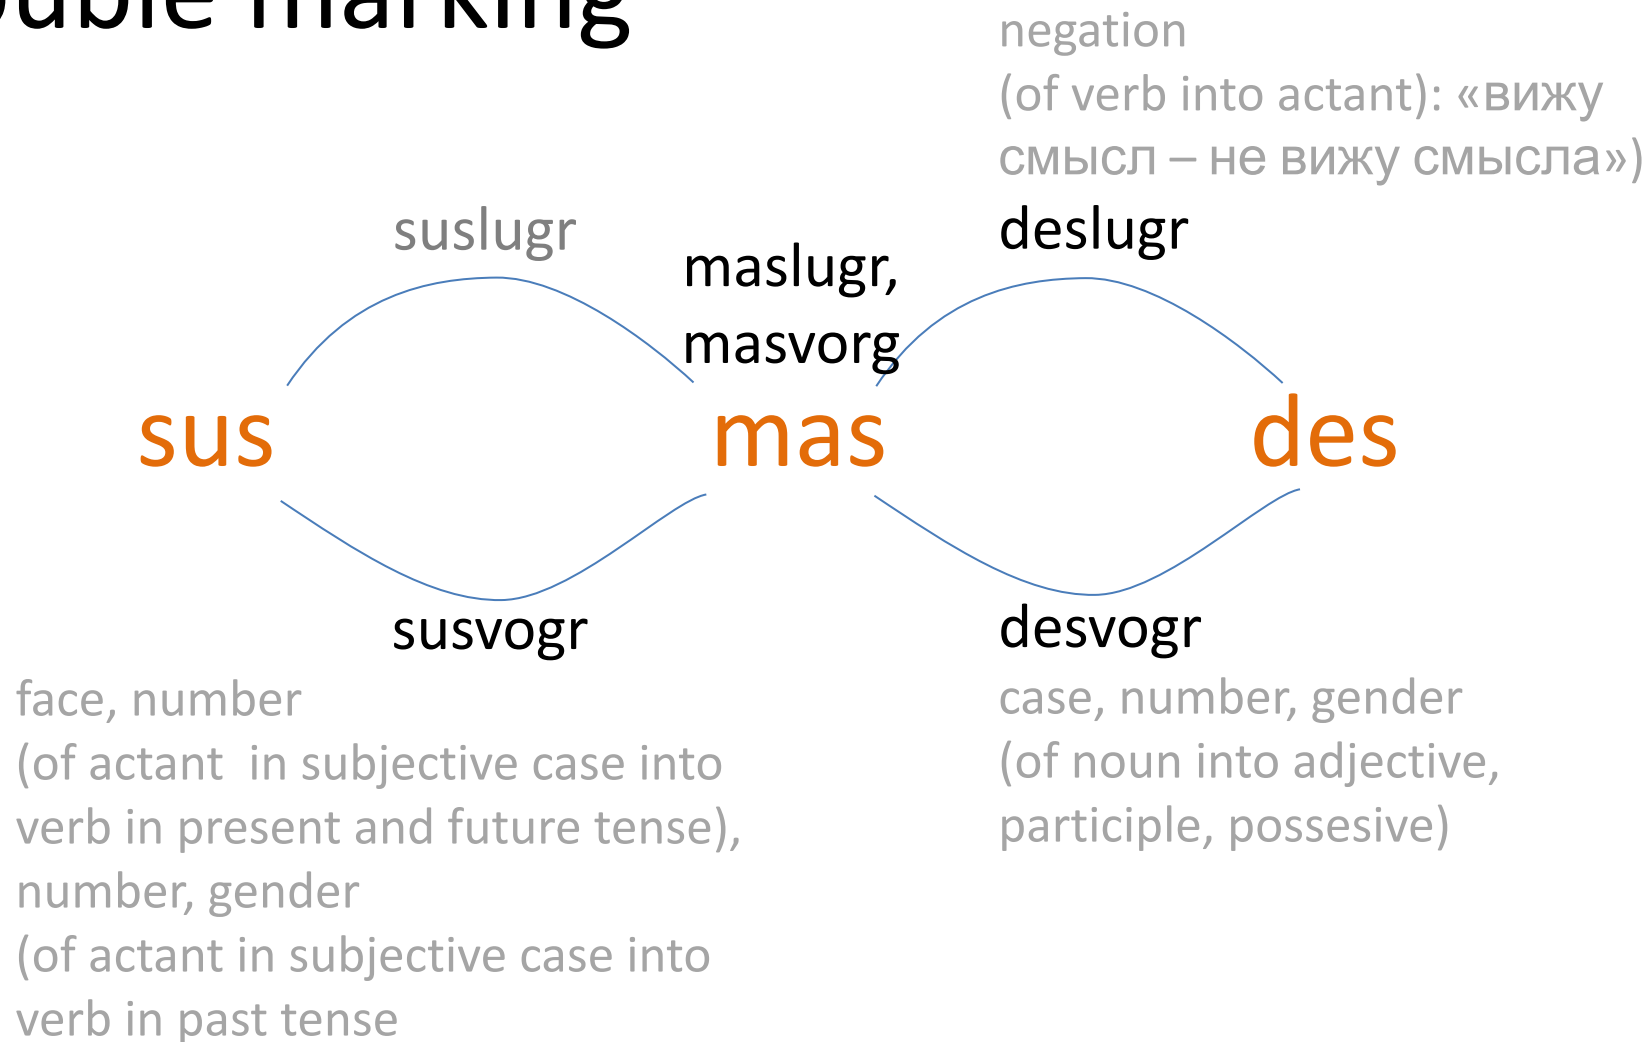 ouble marking
negation
(of verb into actant): «вижу
смысл – не вижу смысла»)
suslugr
maslugr,
masvorg
deslugr
sus
mas
des
susvogr
face, number
(of actant  in subjective case into
verb in present and future tense),
number, gender
(of actant in subjective case into
verb in past tense
desvogr
case, number, gender
(of noun into adjective,
participle, possesive)